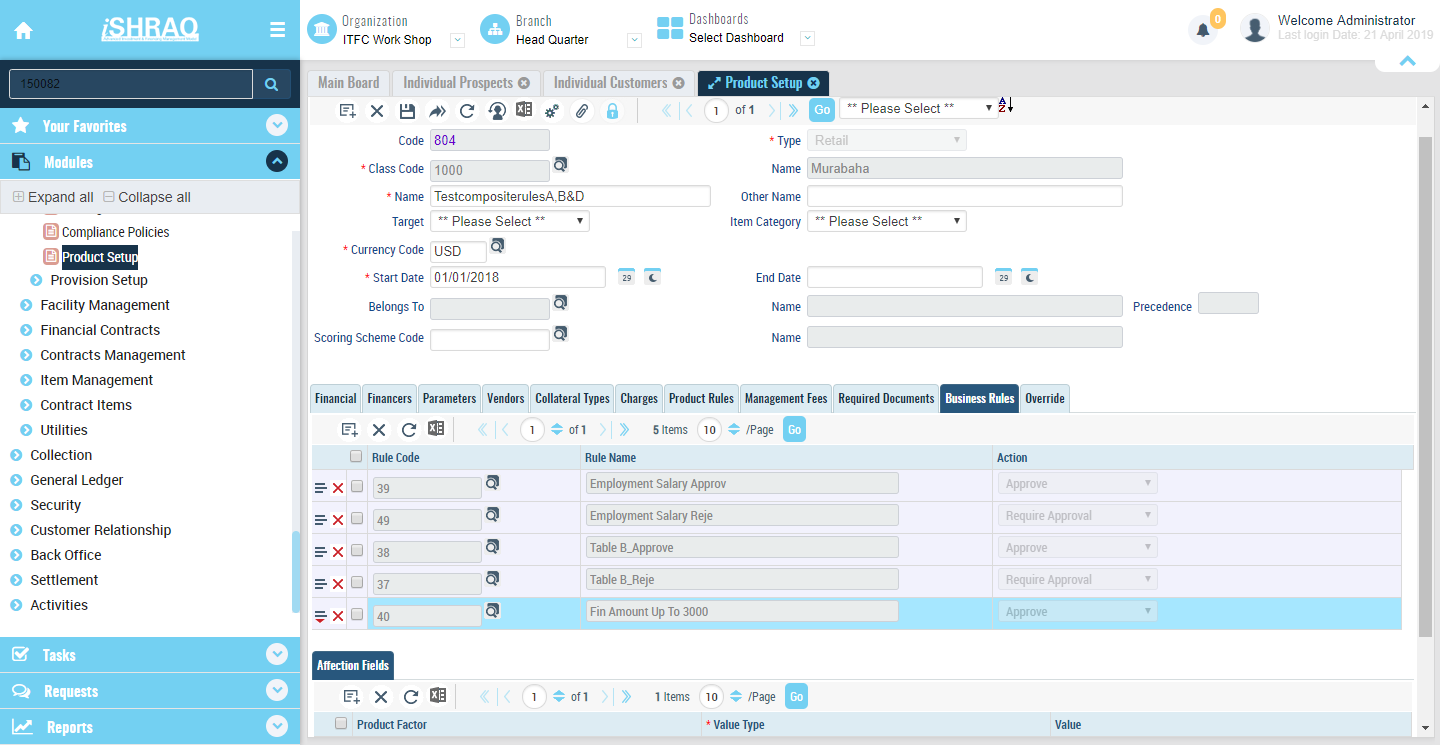 iSHRAQ
Organization
ITFC Work Shop
Branch
Head Quarter
Dashboards
Select Dashboard
0
Welcome Administrator
Last login Date: 21 April 2019
150082
Your Favorites
Modules
Expand all Collapse all
Compliance Policies
Product Setup
Provision Setup
Facility Management
Financial Contracts
Contracts Management
Item Management
Contract Items
Utilities
Collection
General Ledger
Security
Customer Relationship
Back Office
Settlement
Activities
Tasks
Requests
Reports
Main Board Individual Prospects Individual Customers Product Setup
1 of 1 Go ** Please Select ** A Z
Code 804 * Type Retail
* Class Code 1000 Name Murabaha
* Name TestcompositerulesA,B&D Other Name
Target ** Please Select ** Item Category ** Please Select **
* Currency Code USD
* Start Date 01/01/2018 29 End Date 29
Belongs To Name Precedence
Scoring Scheme Code Name
Financial Financers Parameters Vendors Collateral Types Charges Product Rules Management Fees Required Documents Business Rules Override
1 of 1 5 Items 10 /Page Go
Rule Code Rule Name Action
39 Employment Salary Approv Approve
49 Employment Salary Reje Require Approval
38 Table B_Approve Approve
37 Table B_Reje Require Approval
40 Fin Amount Up To 3000 Approve
Affection Fields
1 of 1 1 Items 10 /Page Go
Product Factor * Value Type Value